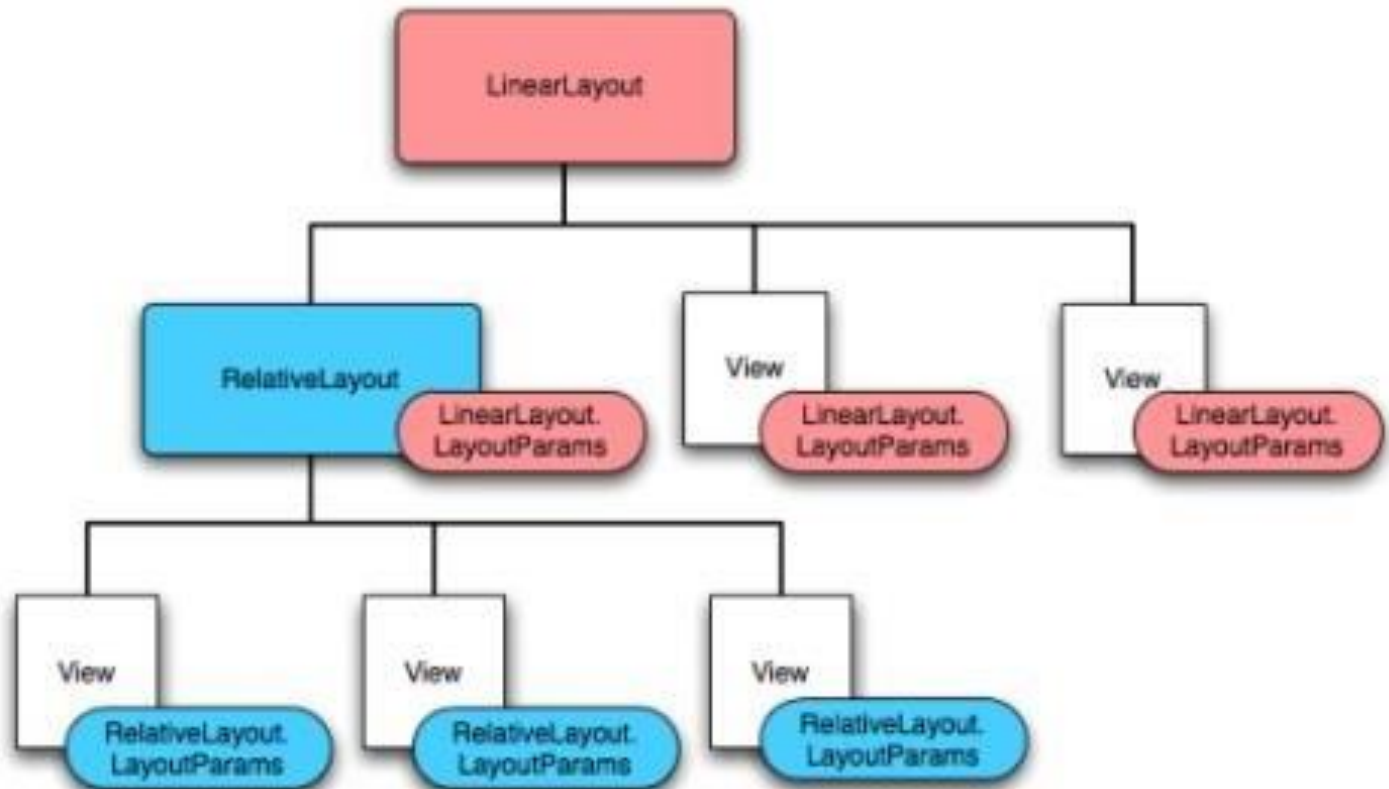 LinearLayout
RelativeLayout
LinearLayout.
LayoutParams
View
LinearLayout.
LayoutParams
View
LinearLayout.
LayoutParams
View
RelativeLayout.
LayoutParams
View
RelativeLayout.
LayoutParams
View
RelativeLayout.
LayoutParams